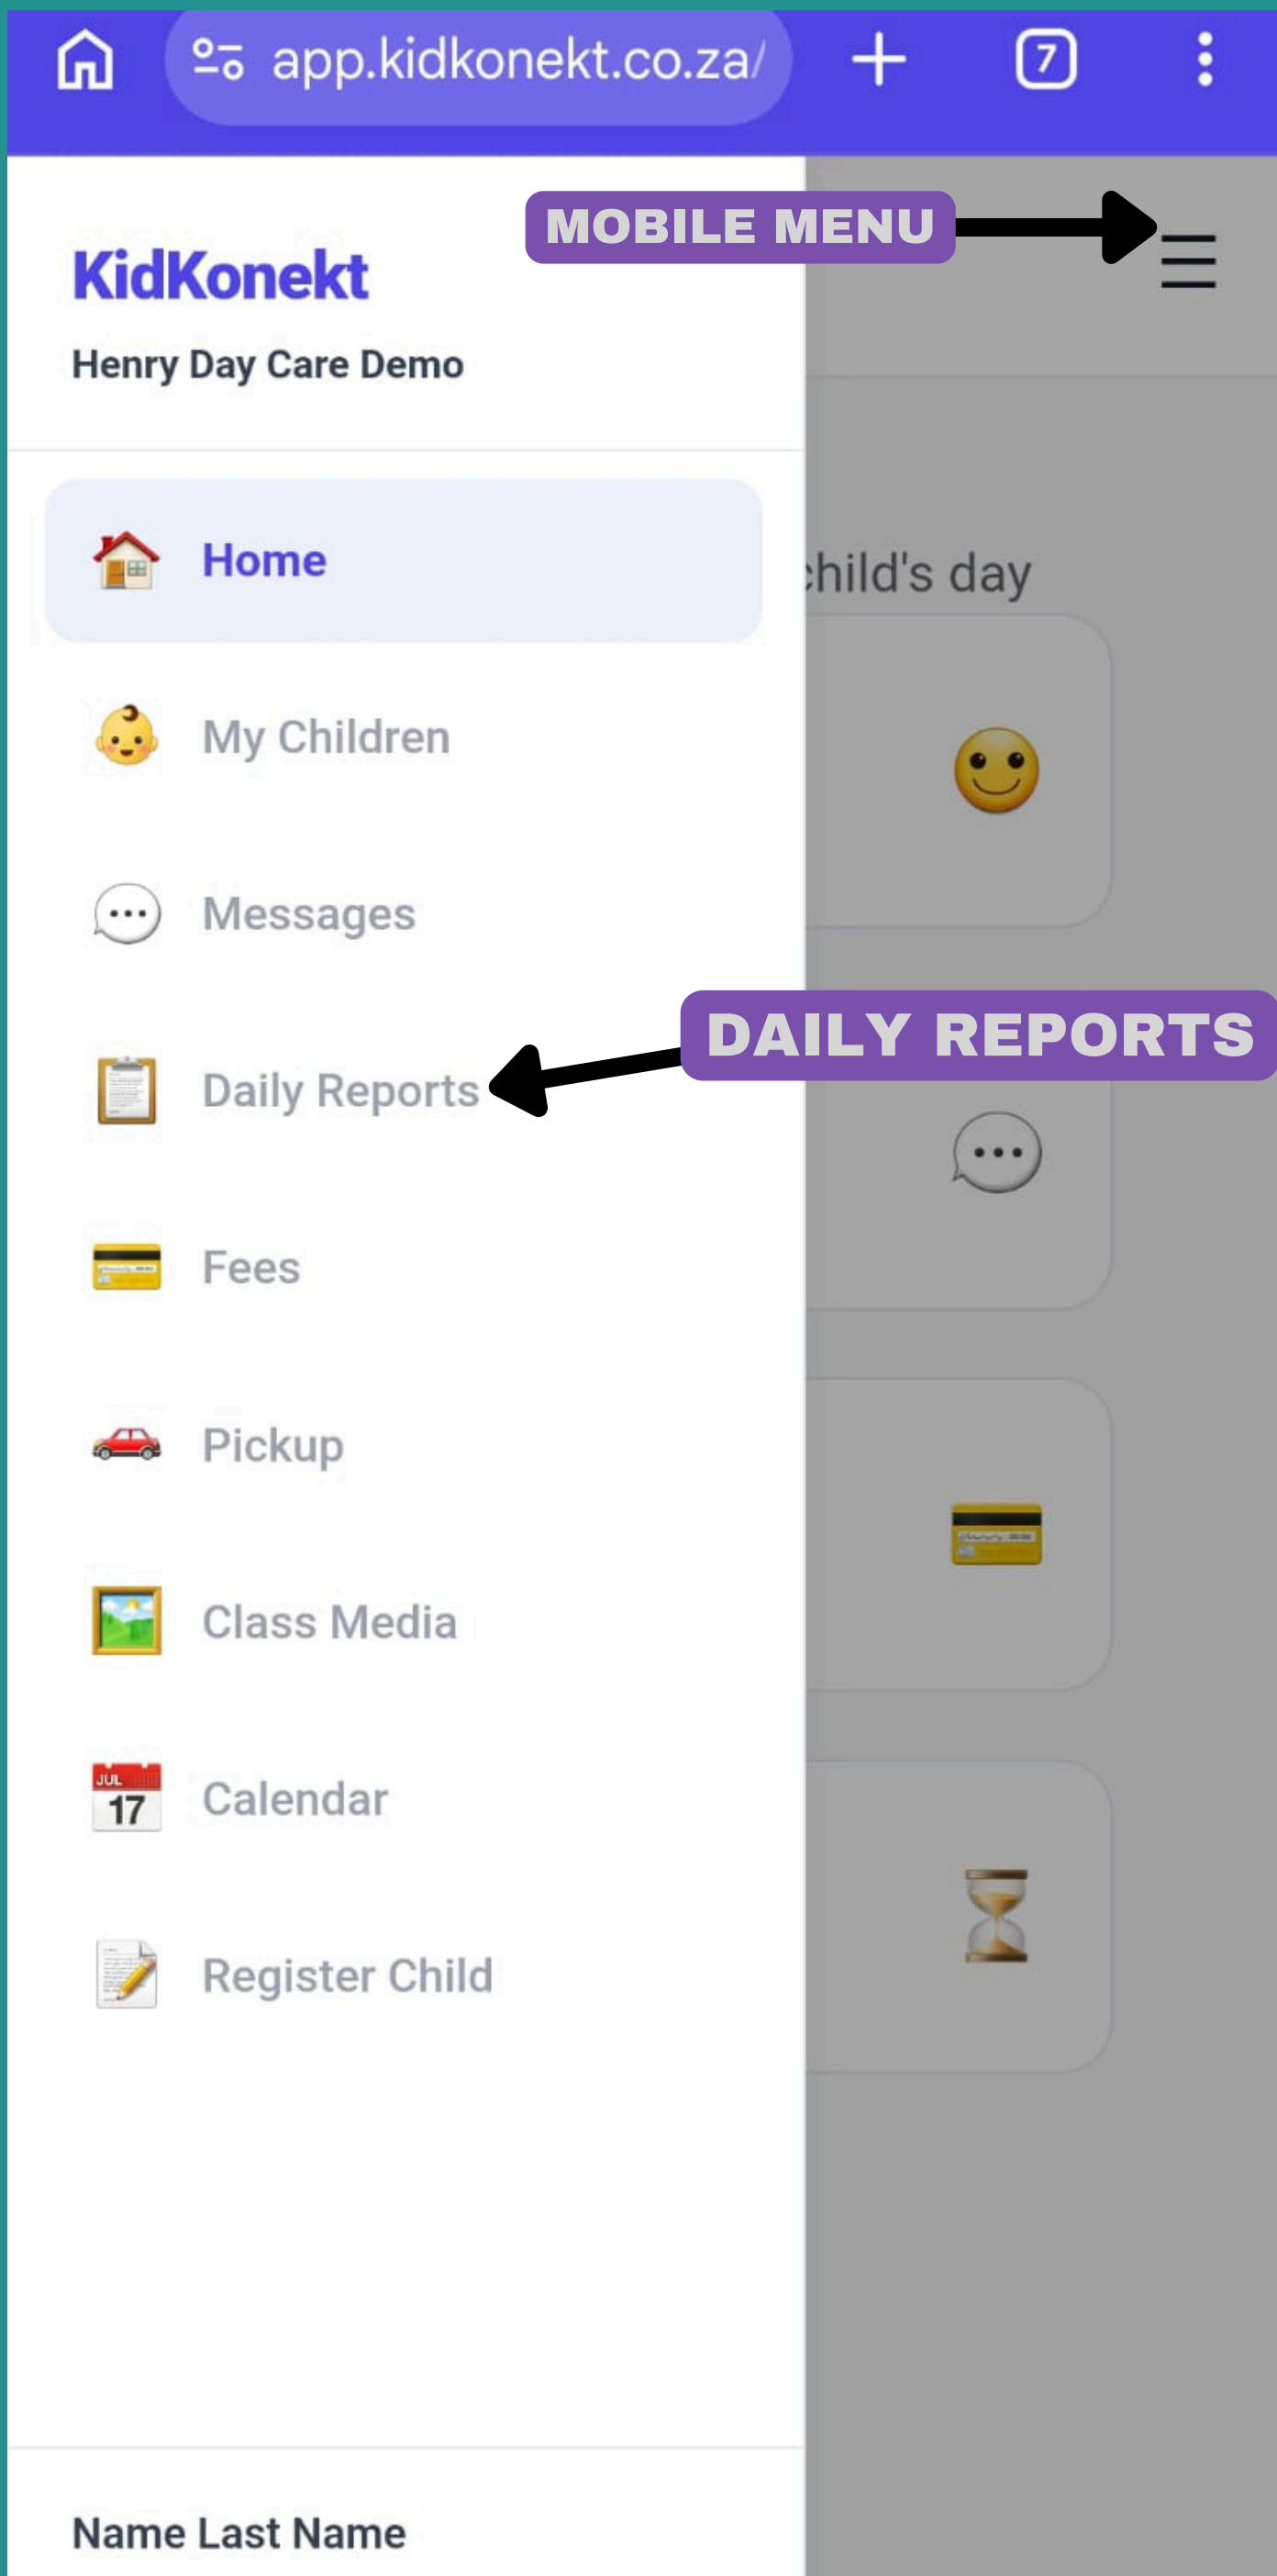 app.kidkonekt.co.za/
7
MOBILE MENU
KidKonekt
Henry Day Care Demo
Home
child's day
My Children
Messages
DAILY REPORTS
Daily Reports
Fees
Pickup
Class Media
JUL
17
Calendar
Register Child
Name Last Name